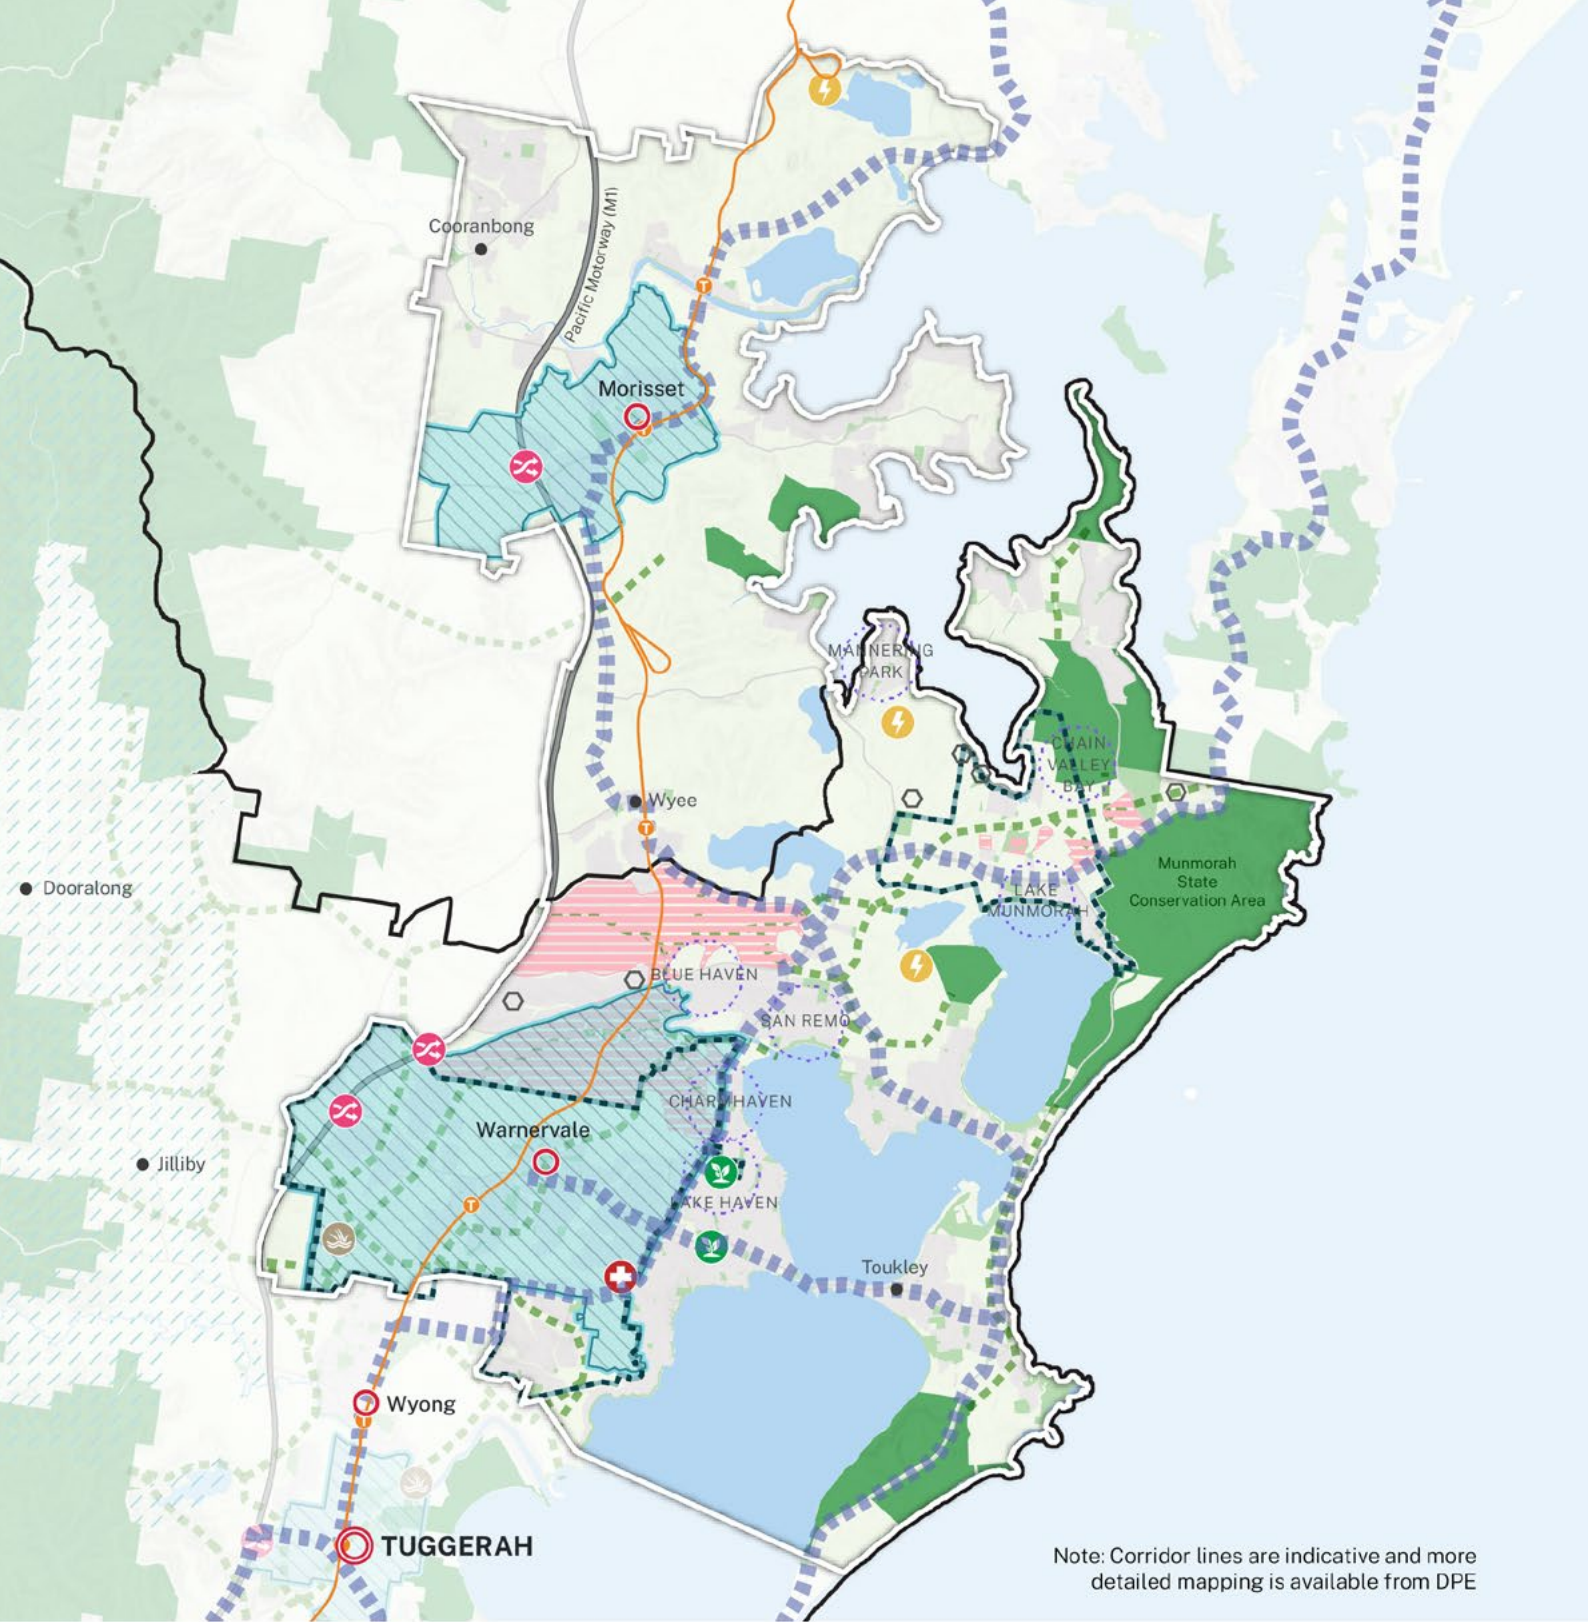 Cooranbong
Pacific Motorway (M1)
T
Morisset
T
MANNERING
PARK
CHAIN
VALLEY
BAY
Wyee
T
Munmorah
State
Conservation Area
Dooralong
LAKE
MUNMORAH
BLUE HAVEN
SAN REMO
CHARMHAVEN
Warnervale
Jilliby
LAKE HAVEN
T
Toukley
Wyong
T
TUGGERAH
Note: Corridor lines are indicative and more
detailed mapping is available from DPE